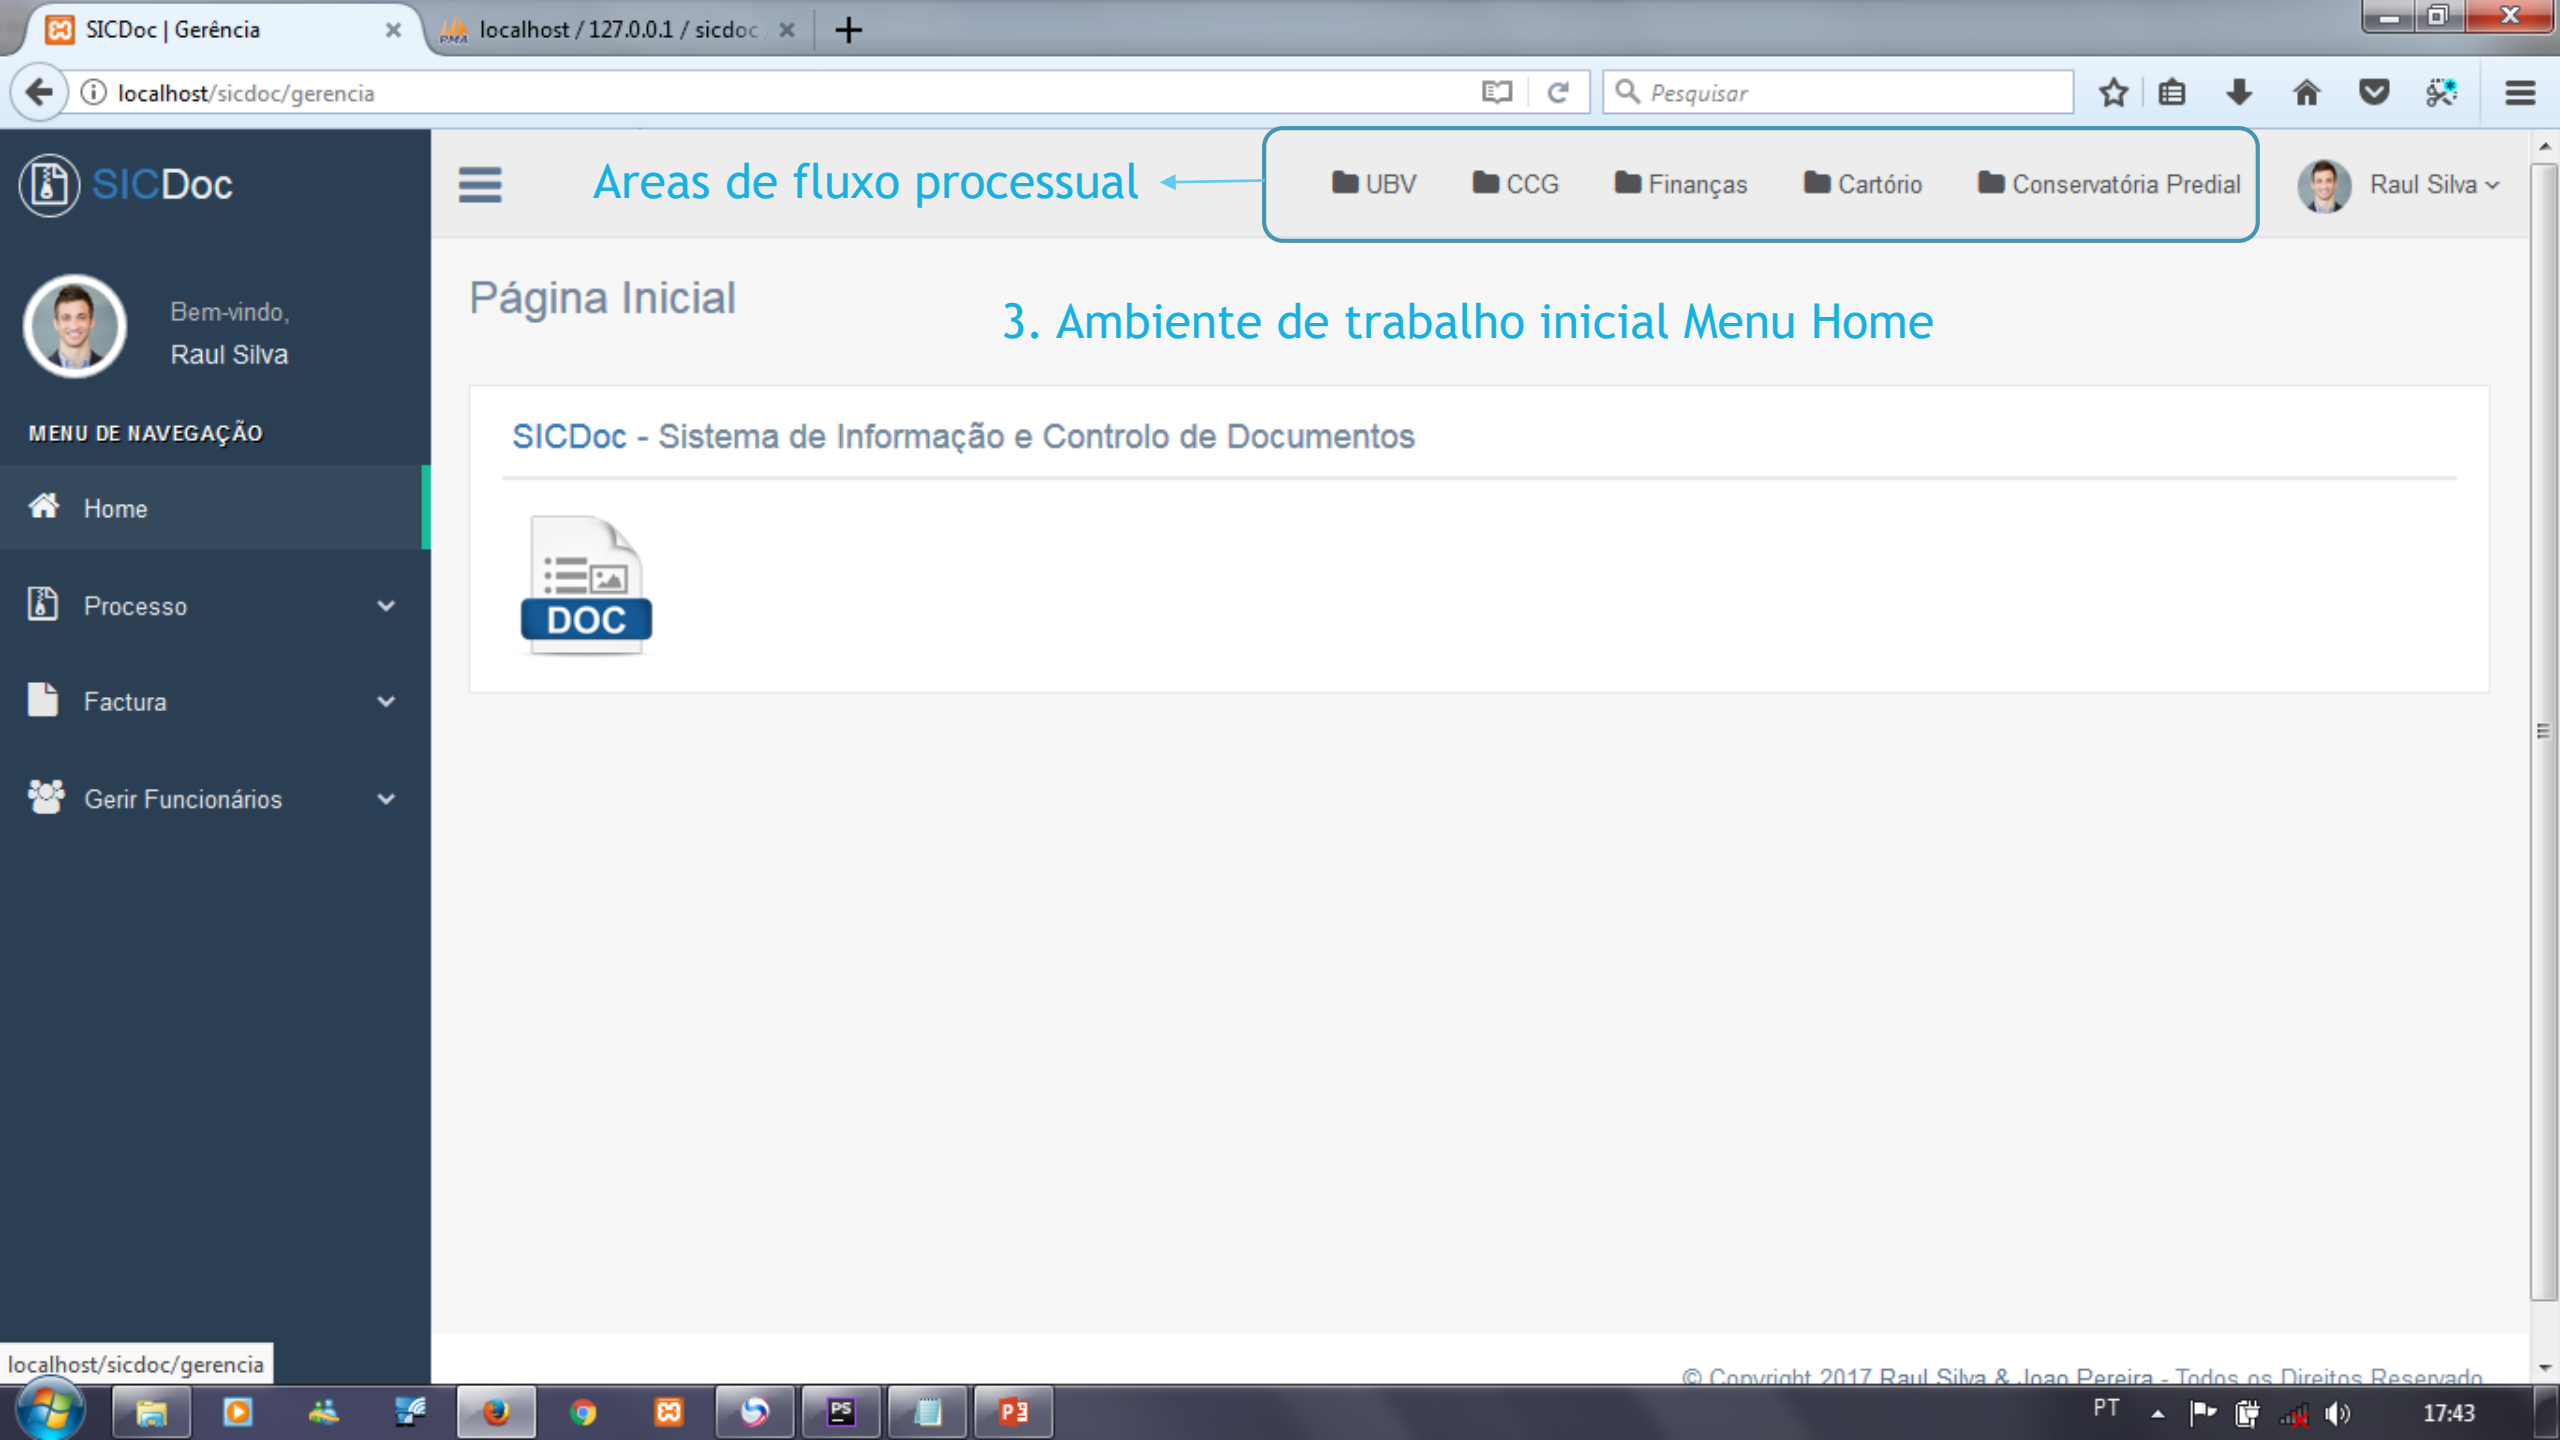 SICDoc | Gerência
localhost / 127.0.0.1 / sicdoc
localhost/sicdoc/gerencia
Pesquisar
SICDoc
Areas de fluxo processual
UBV
CCG
Finanças
Cartório
Conservatória Predial
Raul Silva
Bem-vindo,
Raul Silva
MENU DE NAVEGAÇÃO
Home
Processo
Factura
Gerir Funcionários
Página Inicial
3. Ambiente de trabalho inicial Menu Home
SICDoc - Sistema de Informação e Controlo de Documentos
DOC
localhost/sicdoc/gerencia
© Copyright 2017 Raul Silva & Joao Pereira - Todos os Direitos Reservado
PS
PT
17:43